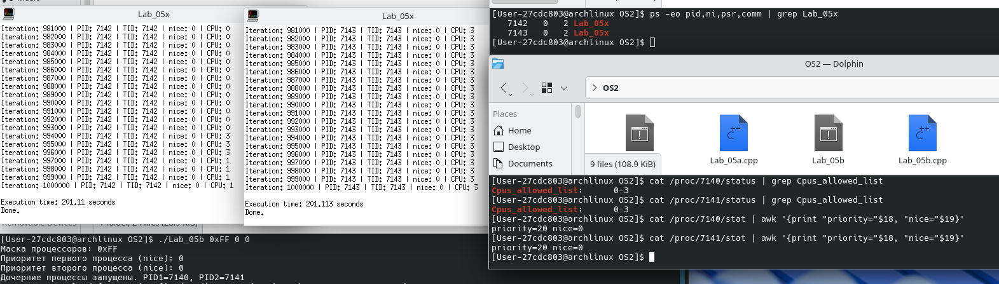 Lab_05x
Iteration: 981000 | PID: 7142 | TID: 7142 | nice: 0 | CPU: 0
Iteration: 982000 | PID: 7142 | TID: 7142 | nice: 0 | CPU: 0
Iteration: 983000 | PID: 7142 | TID: 7142 | nice: 0 | CPU: 0
Iteration: 984000 | PID: 7142 | TID: 7142 | nice: 0 | CPU: 0
Iteration: 985000 | PID: 7142 | TID: 7142 | nice: 0 | CPU: 0
Iteration: 986000 | PID: 7142 | TID: 7142 | nice: 0 | CPU: 0
Iteration: 987000 | PID: 7142 | TID: 7142 | nice: 0 | CPU: 0
Iteration: 988000 | PID: 7142 | TID: 7142 | nice: 0 | CPU: 0
Iteration: 989000 | PID: 7142 | TID: 7142 | nice: 0 | CPU: 0
Iteration: 990000 | PID: 7142 | TID: 7142 | nice: 0 | CPU: 0
Iteration: 991000 | PID: 7142 | TID: 7142 | nice: 0 | CPU: 0
Iteration: 992000 | PID: 7142 | TID: 7142 | nice: 0 | CPU: 0
Iteration: 993000 | PID: 7142 | TID: 7142 | nice: 0 | CPU: 0
Iteration: 994000 | PID: 7142 | TID: 7142 | nice: 0 | CPU: 3
Iteration: 995000 | PID: 7142 | TID: 7142 | nice: 0 | CPU: 3
Iteration: 996000 | PID: 7142 | TID: 7142 | nice: 0 | CPU: 3
Iteration: 997000 | PID: 7142 | TID: 7142 | nice: 0 | CPU: 1
Iteration: 998000 | PID: 7142 | TID: 7142 | nice: 0 | CPU: 1
Iteration: 999000 | PID: 7142 | TID: 7142 | nice: 0 | CPU: 1
Iteration: 1000000 | PID: 7142 | TID: 7142 | nice: 0 | CPU: 1
Execution time: 201.11 seconds
Done.
Lab_05x
Iteration: 981000 | PID: 7143 | TID: 7143 | nice: 0 | CPU: 3
Iteration: 982000 | PID: 7143 | TID: 7143 | nice: 0 | CPU: 3
Iteration: 983000 | PID: 7143 | TID: 7143 | nice: 0 | CPU: 3
Iteration: 984000 | PID: 7143 | TID: 7143 | nice: 0 | CPU: 3
Iteration: 985000 | PID: 7143 | TID: 7143 | nice: 0 | CPU: 3
Iteration: 986000 | PID: 7143 | TID: 7143 | nice: 0 | CPU: 3
Iteration: 987000 | PID: 7143 | TID: 7143 | nice: 0 | CPU: 3
Iteration: 988000 | PID: 7143 | TID: 7143 | nice: 0 | CPU: 3
Iteration: 989000 | PID: 7143 | TID: 7143 | nice: 0 | CPU: 3
Iteration: 990000 | PID: 7143 | TID: 7143 | nice: 0 | CPU: 3
Iteration: 991000 | PID: 7143 | TID: 7143 | nice: 0 | CPU: 3
Iteration: 992000 | PID: 7143 | TID: 7143 | nice: 0 | CPU: 3
Iteration: 993000 | PID: 7143 | TID: 7143 | nice: 0 | CPU: 3
Iteration: 994000 | PID: 7143 | TID: 7143 | nice: 0 | CPU: 3
Iteration: 995000 | PID: 7143 | TID: 7143 | nice: 0 | CPU: 3
Iteration: 996000 | PID: 7143 | TID: 7143 | nice: 0 | CPU: 3
Iteration: 997000 | PID: 7143 | TID: 7143 | nice: 0 | CPU: 3
Iteration: 998000 | PID: 7143 | TID: 7143 | nice: 0 | CPU: 3
Iteration: 999000 | PID: 7143 | TID: 7143 | nice: 0 | CPU: 3
Iteration: 1000000 | PID: 7143 | TID: 7143 | nice: 0 | CPU: 3
Execution time: 201.113 seconds
Done.
[User-27cdc803@archlinux OS2]$ ps -eo pid,ni,psr,comm | grep Lab_05x
7142 0 2 Lab_05x
7143 0 2 Lab_05x
[User-27cdc803@archlinux OS2]$
OS2 — Dolphin
OS2
Places
Home
Desktop
Documents
Lab_05a.cpp
Lab_05b
Lab_05b.cpp
9 files (108.9 KiB)
[User-27cdc803@archlinux OS2]$ cat /proc/7140/status | grep Cpus_allowed_list
Cpus_allowed_list: 0-3
[User-27cdc803@archlinux OS2]$ cat /proc/7141/status | grep Cpus_allowed_list
Cpus_allowed_list: 0-3
[User-27cdc803@archlinux OS2]$ cat /proc/7140/stat | awk '{print "priority="$18, "nice="$19}'
priority=20 nice=0
[User-27cdc803@archlinux OS2]$ cat /proc/7141/stat | awk '{print "priority="$18, "nice="$19}'
priority=20 nice=0
[User-27cdc803@archlinux OS2]$
[User-27cdc803@archlinux OS2]$ ./Lab_05b 0xFF 0 0
Маска процессоров: 0xFF
Приоритет первого процесса (nice): 0
Приоритет второго процесса (nice): 0
Дочерние процессы запущены. PID1=7140, PID2=7141